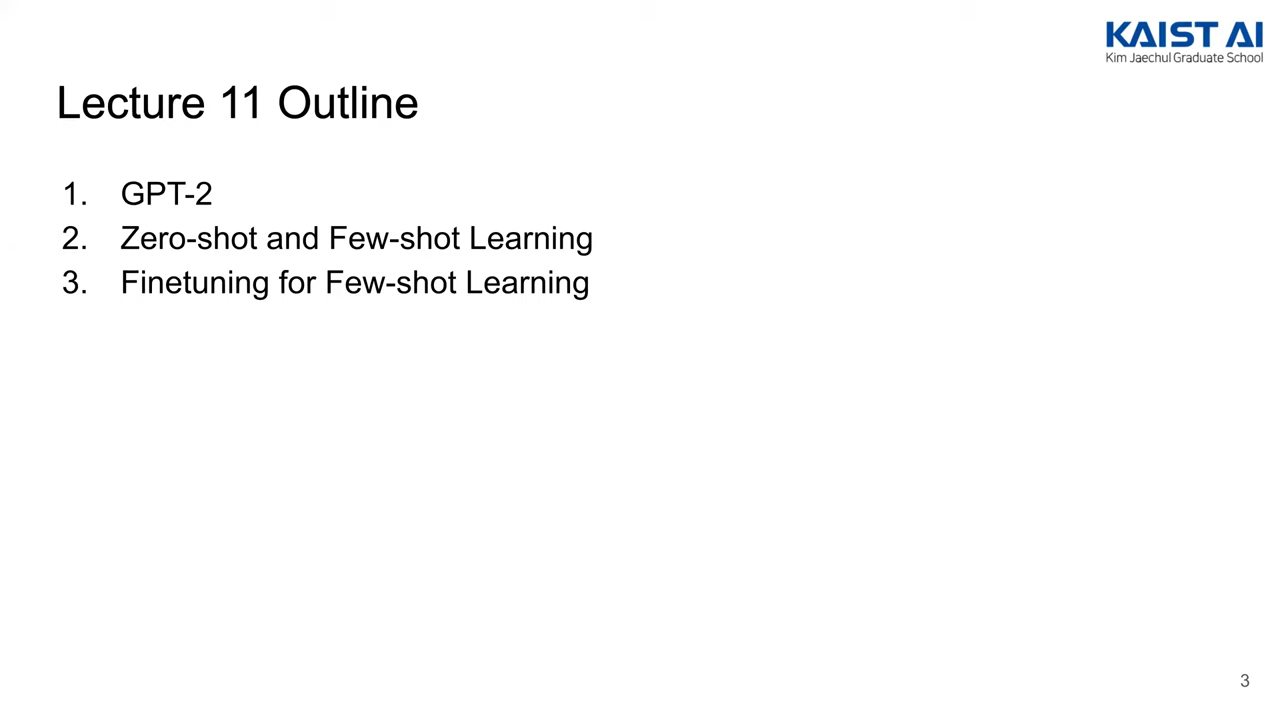 KAIST AI
Kim Jaechul Graduate School
Lecture 11 Outline
1. GPT-2
2. Zero-shot and Few-shot Learning
3. Finetuning for Few-shot Learning
3